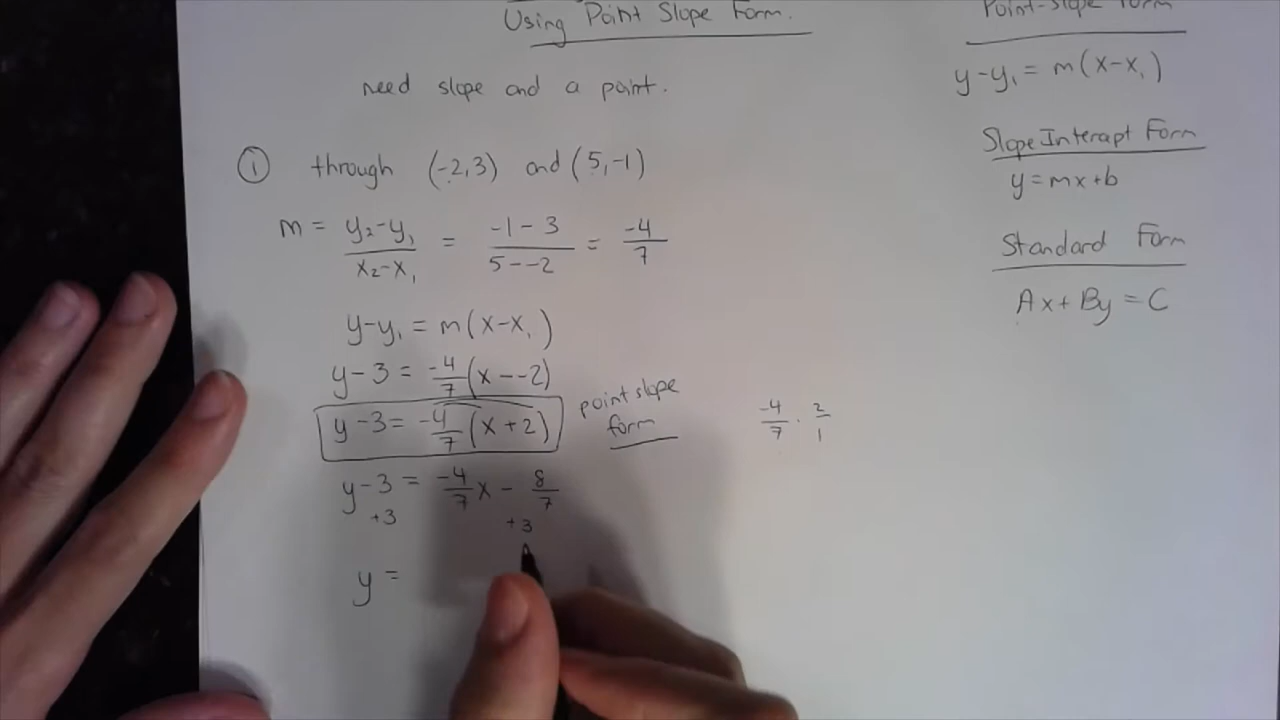 Using Point Slope Form.
need slope and a point.
① through (-2,3) and (5,-1)
m = y₂-y₁/x₂-x₁ = -1-3/5--2 = -4/7
y-y₁ = m(x-x₁)
y-3 = -4/7(x--2)
y-3 = -4/7(x+2)
point slope
form
-4/7 · 2/1
y-3 = -4/7x - 8/7
+3 +3
y =
Point-Slope Form
y-y₁ = m(x-x₁)
Slope Interapt Form
y=mx+b
Standard Form
Ax+By=C